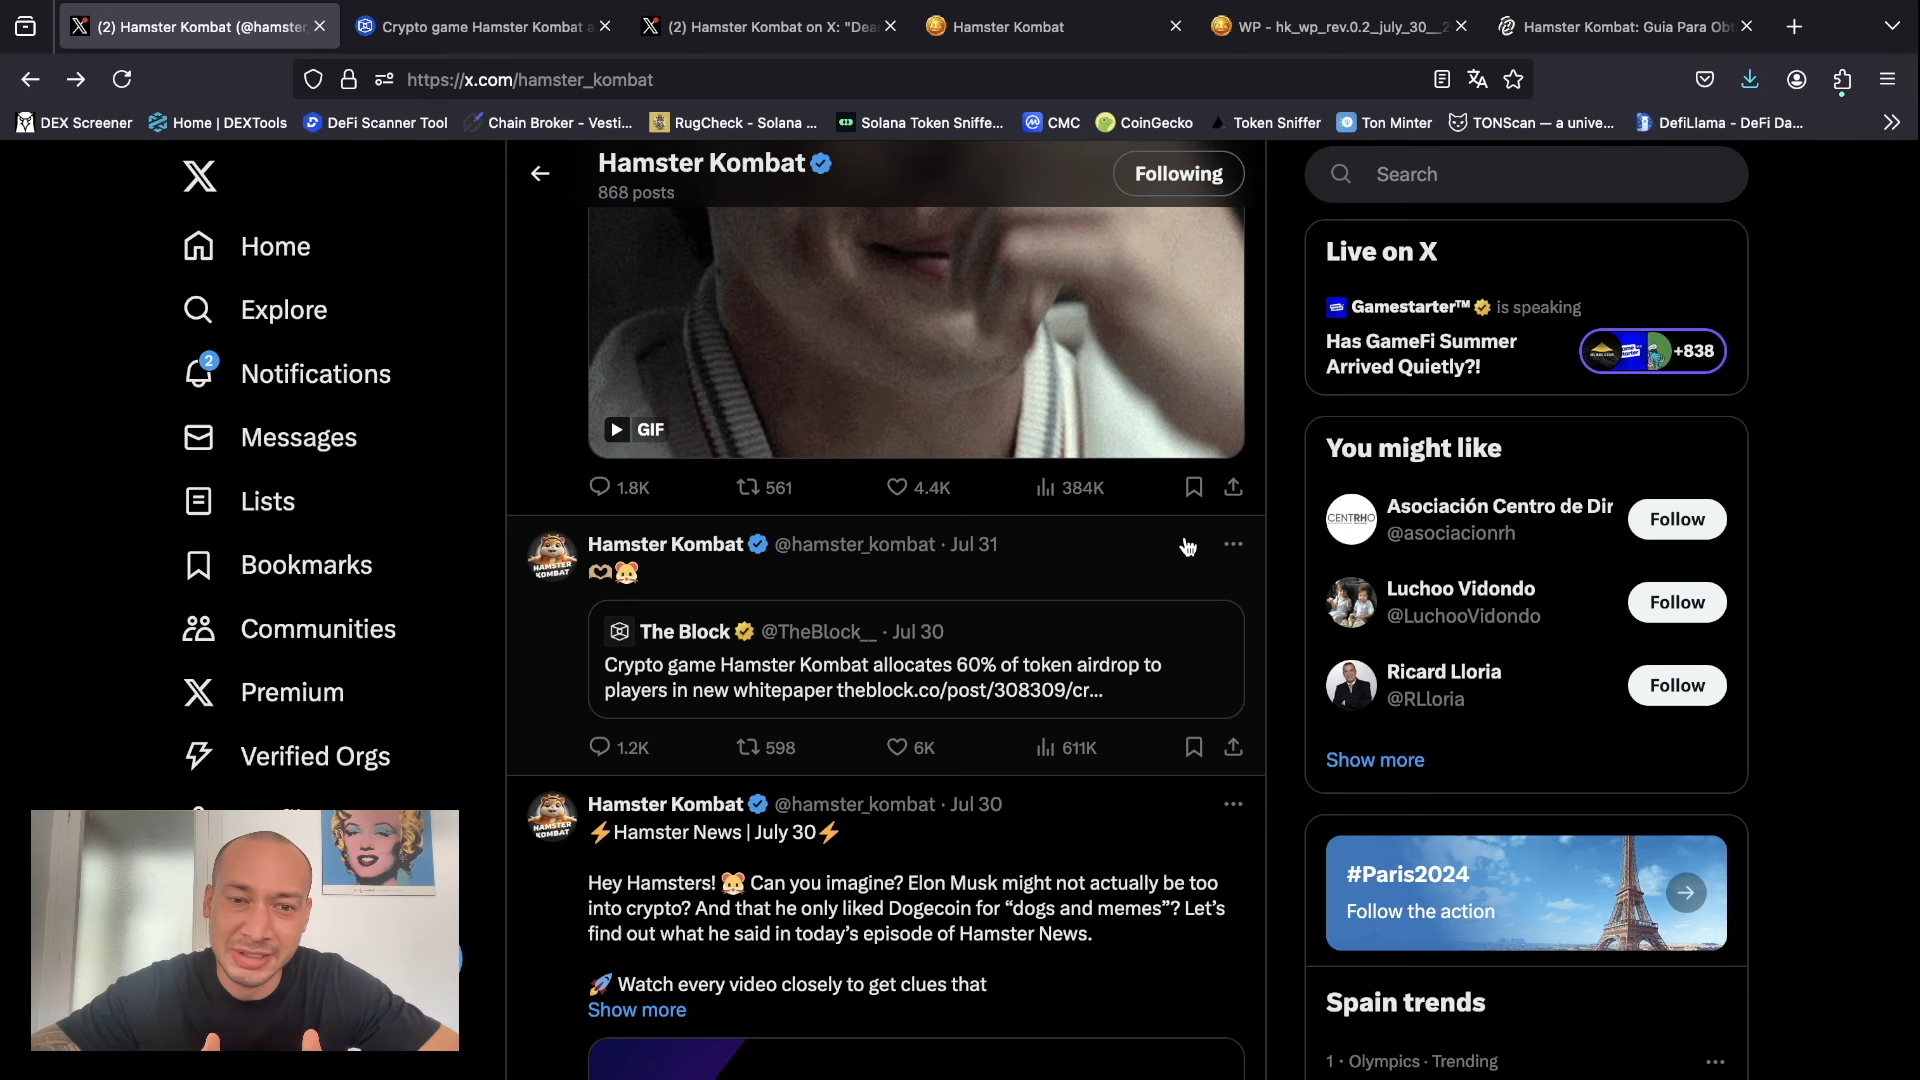 (2) Hamster Kombat (@hamster
Crypto game Hamster Kombat a
(2) Hamster Kombat on X: "Dea
Hamster Kombat
WP - hk_wp_rev.0.2_july_30__2
Hamster Kombat: Guia Para Obt
https://x.com/hamster_kombat
DEX Screener
Home | DEXTools
DeFi Scanner Tool
Chain Broker - Vesti...
RugCheck - Solana ...
Solana Token Sniffe...
CMC
CoinGecko
Token Sniffer
Ton Minter
TONScan — a unive...
DefiLlama - DeFi Da...
Home
Explore
2
Notifications
Messages
Lists
Bookmarks
Communities
Premium
Verified Orgs
Hamster Kombat
868 posts
Following
GIF
1.8K 561 4.4K 384K
Hamster Kombat @hamster_kombat · Jul 31
🫶🐹
The Block @TheBlock__ · Jul 30
Crypto game Hamster Kombat allocates 60% of token airdrop to
players in new whitepaper theblock.co/post/308309/cr...
1.2K 598 6K 611K
Hamster Kombat @hamster_kombat · Jul 30
⚡Hamster News | July 30⚡
Hey Hamsters! 🐹 Can you imagine? Elon Musk might not actually be too
into crypto? And that he only liked Dogecoin for “dogs and memes”? Let’s
find out what he said in today’s episode of Hamster News.
🚀 Watch every video closely to get clues that
Show more
HAMSTER
KOMBAT
HAMSTER
KOMBAT
Search
Live on X
Gamestarter™ is speaking
Has GameFi Summer
Arrived Quietly?!
+838
You might like
CENTRHO
Asociación Centro de Dir
@asociacionrh
Follow
Luchoo Vidondo
@LuchooVidondo
Follow
Ricard Lloria
@RLloria
Follow
Show more
#Paris2024
Follow the action
Spain trends
1 · Olympics · Trending